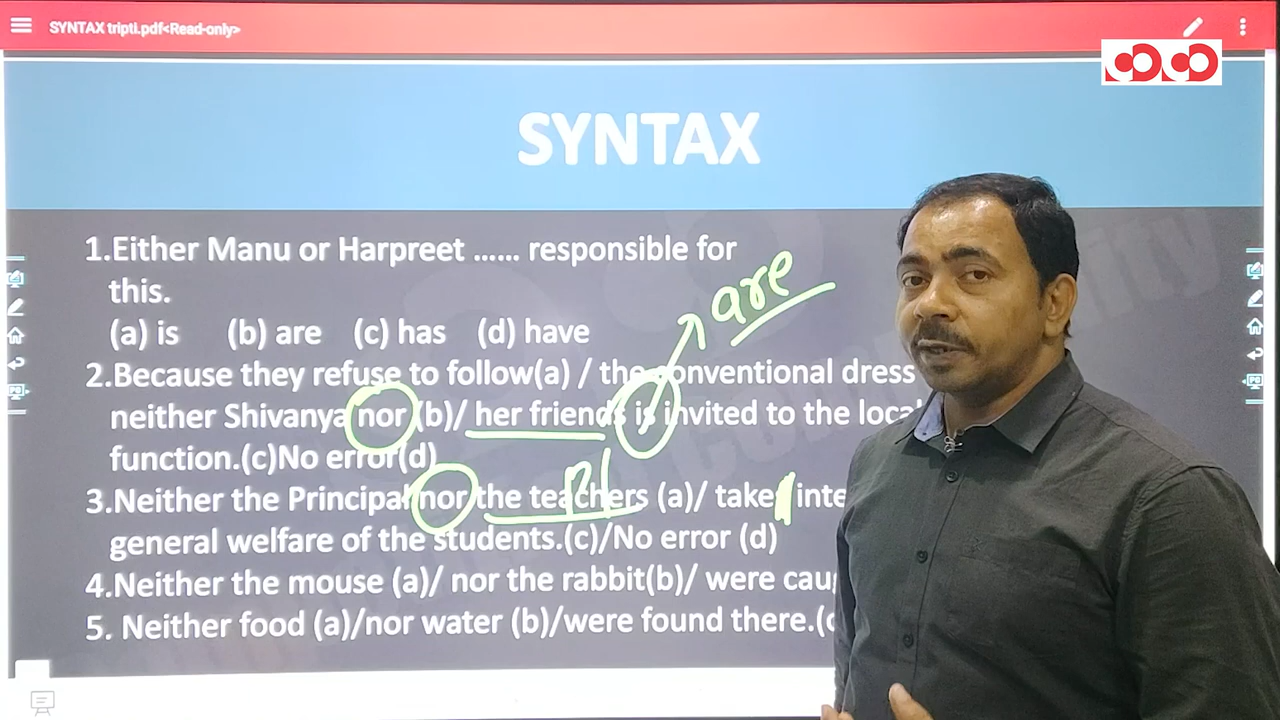 SYNTAX tripti.pdf<Read-only>
SYNTAX
1.Either Manu or Harpreet ...... responsible for
this.
(a) is (b) are (c) has (d) have
are
2.Because they refuse to follow(a) / the conventional dress
neither Shivanya nor (b)/ her friends is invited to the local
function.(c)No error(d)
pl
3.Neither the Principal nor the teachers (a)/ takes
general welfare of the students.(c)/No error (d)
4.Neither the mouse (a)/ nor the rabbit(b)/ were
5. Neither food (a)/nor water (b)/were found there.(c